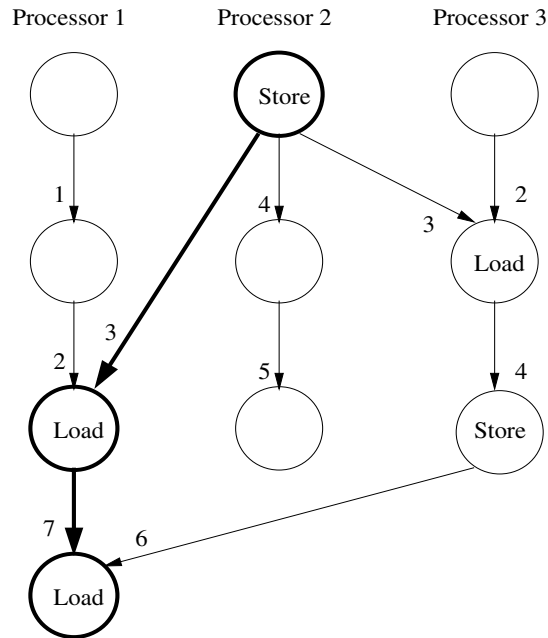 Processor 1 Processor 2 Processor 3
Store
1 4 2
3
Load
3
2 5 4
Load Store
7 6
Load